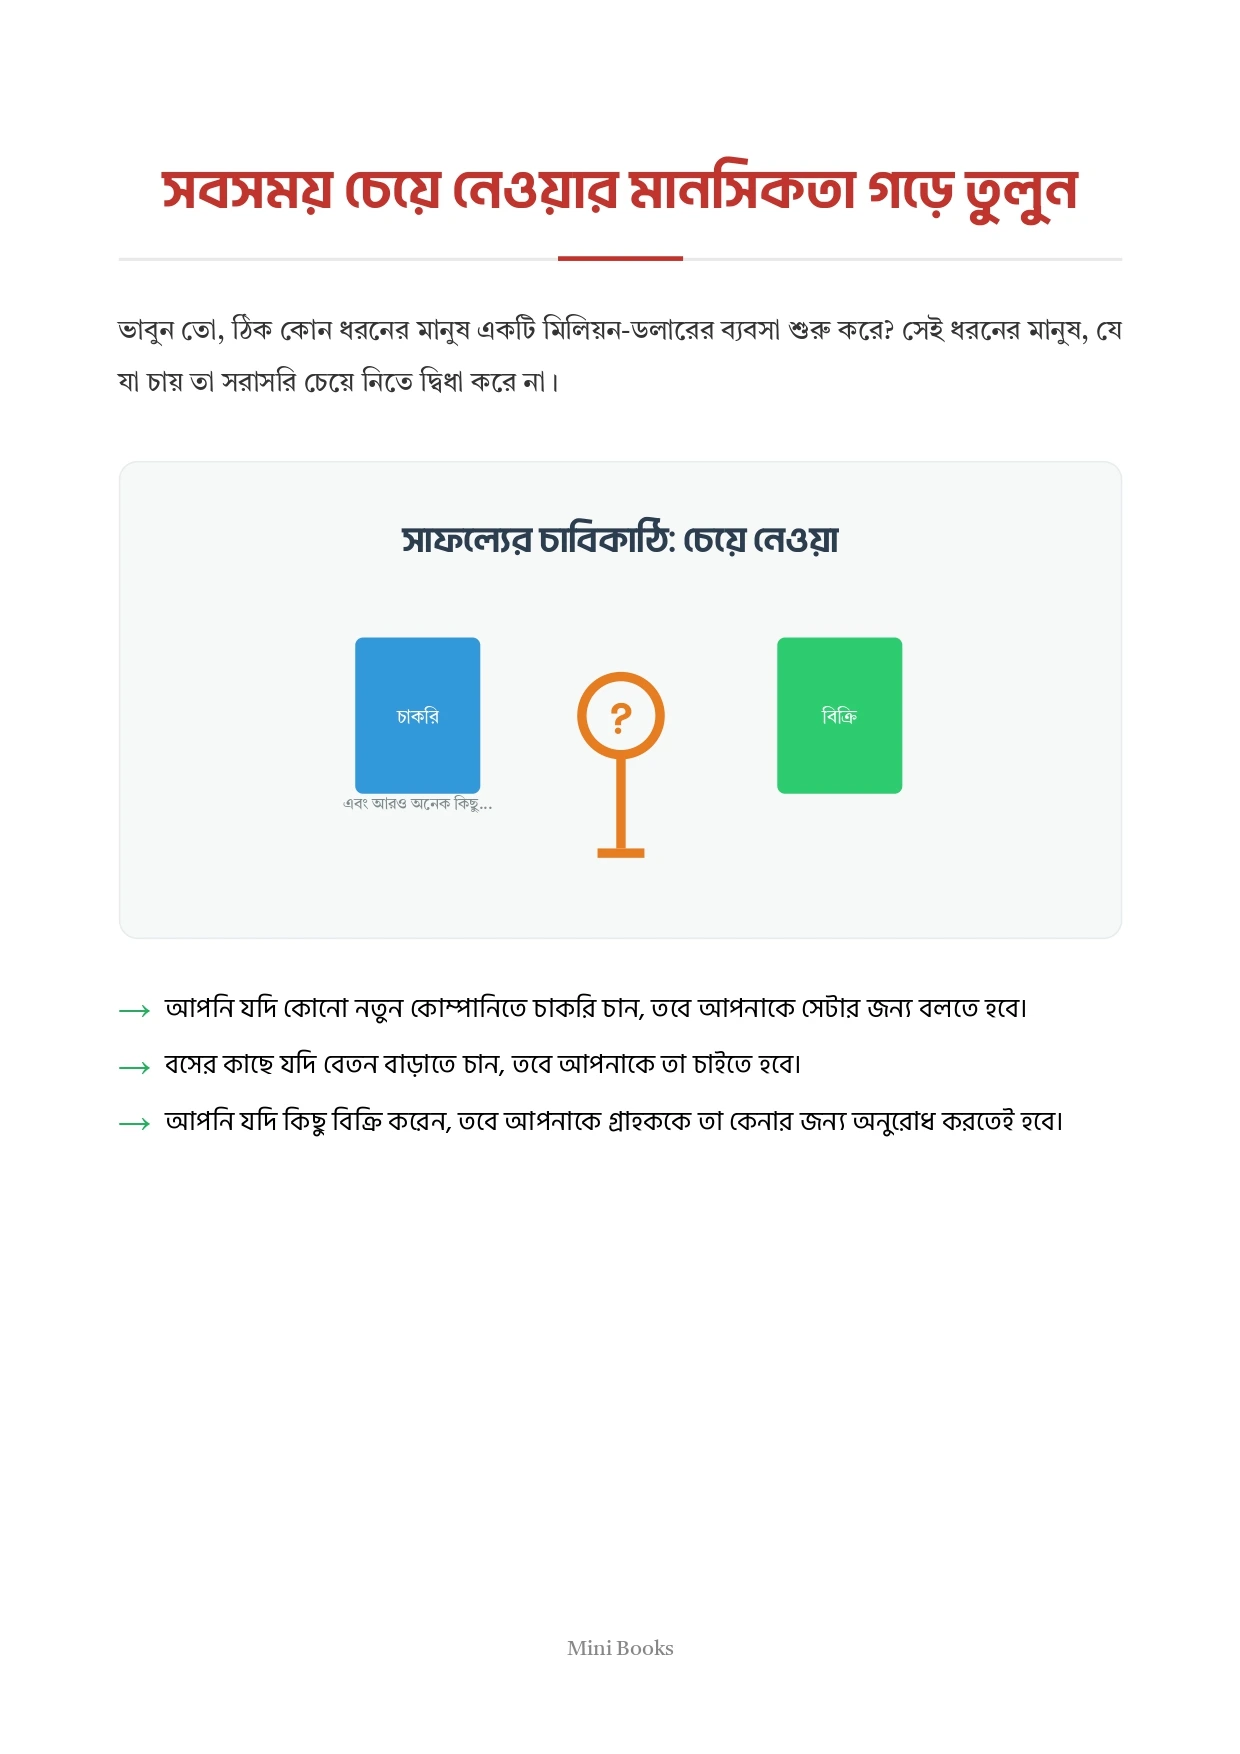 সবসময় চেয়ে নেওয়ার মানসিকতা গড়ে তুলুন
ভাবুন তো, ঠিক কোন ধরনের মানুষ একটি মিলিয়ন-ডলারের ব্যবসা শুরু করে? সেই ধরনের মানুষ, যে
যা চায় তা সরাসরি চেয়ে নিতে দ্বিধা করে না।
সাফল্যের চাবিকাঠি: চেয়ে নেওয়া
চাকরি
?
বিক্রি
এবং আরও অনেক কিছু...
→ আপনি যদি কোনো নতুন কোম্পানিতে চাকরি চান, তবে আপনাকে সেটার জন্য বলতে হবে।
→ বসের কাছে যদি বেতন বাড়াতে চান, তবে আপনাকে তা চাইতে হবে।
→ আপনি যদি কিছু বিক্রি করেন, তবে আপনাকে গ্রাহককে তা কেনার জন্য অনুরোধ করতেই হবে।
Mini Books